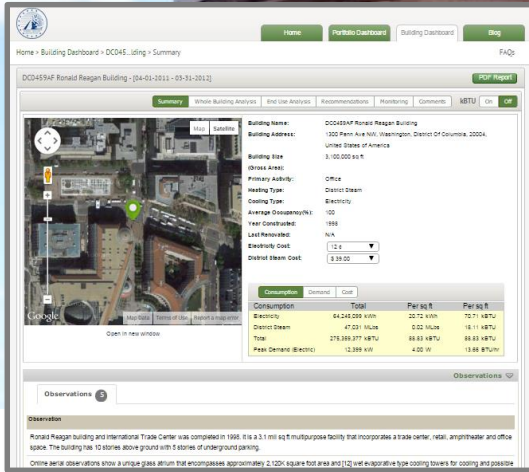 Home
Portfolio Dashboard
Building Dashboard
Blog
Home > Building Dashboard > DC045...lding > Summary
FAQs
DC0459AF Ronald Reagan Building - [04-01-2011 - 03-31-2012]
PDF Report
Summary
Whole Building Analysis
End Use Analysis
Recommendations
Monitoring
Comments
kBTU
On
Off
Map
Satellite
Google
Map Data
Terms of Use
Report a map error
Open in new window
Building Name: DC0459AF Ronald Reagan Building
Building Address: 1300 Penn Ave NW, Washington, District Of Columbia, 20004,
United States of America
Building Size 3,100,000 sq ft
(Gross Area):
Primary Activity: Office
Heating Type: District Steam
Cooling Type: Electricity
Average Occupancy(%): 100
Year Constructed: 1998
Last Renovated: N/A
Electricity Cost: 12 ¢
District Steam Cost: $ 39.00
Consumption
Demand
Cost
Consumption Total Per sq ft Per sq ft
Electricity 64,245,099 kWh 20.72 kWh 70.71 kBTU
District Steam 47,031 MLbs 0.02 MLbs 18.11 kBTU
Total 275,359,377 kBTU 88.83 kBTU 88.83 kBTU
Peak Demand (Electric) 12,399 kW 4.00 W 13.66 BTU/hr
Observations
Observations 5
Observation
Ronald Reagan building and International Trade Center was completed in 1998. It is a 3.1 mil sq ft multipurpose facility that incorporates a trade center, retail, amphitheater and office
space. The building has 10 stories above ground with 5 stories of underground parking.
Online aerial observations show a unique glass atrium that encompasses approximately 2,120K square foot area and [12] wet evaporative type cooling towers for cooling and possible